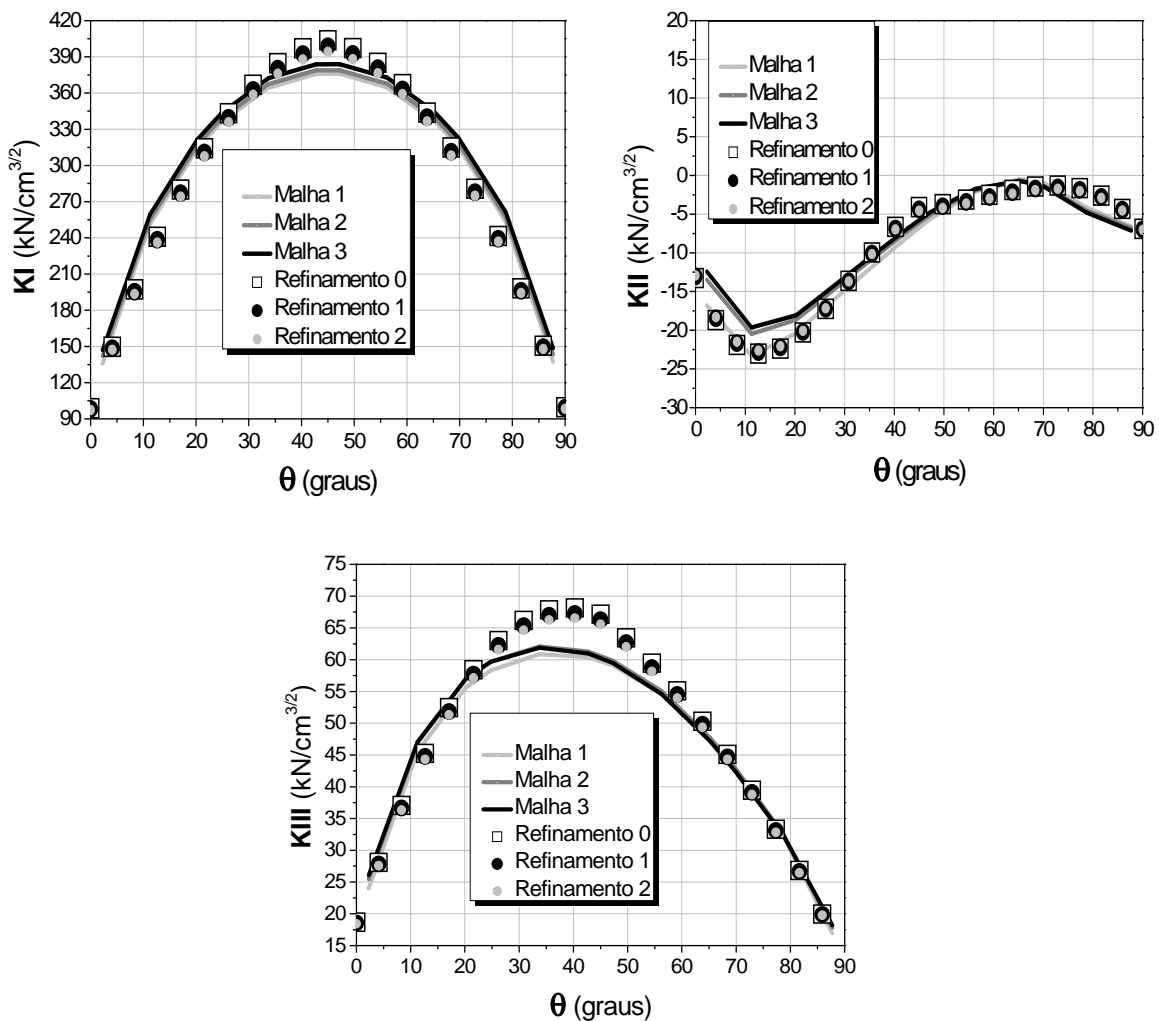 420
390
360
330
300
270
240
210
180
150
120
90
KI (kN/cm^3/2)
Malha 1
Malha 2
Malha 3
Refinamento 0
Refinamento 1
Refinamento 2
0 10 20 30 40 50 60 70 80 90
θ (graus)
20
15
10
5
0
-5
-10
-15
-20
-25
-30
KII (kN/cm^3/2)
Malha 1
Malha 2
Malha 3
Refinamento 0
Refinamento 1
Refinamento 2
0 10 20 30 40 50 60 70 80 90
θ (graus)
75
70
65
60
55
50
45
40
35
30
25
20
15
KIII (kN/cm^3/2)
Malha 1
Malha 2
Malha 3
Refinamento 0
Refinamento 1
Refinamento 2
0 10 20 30 40 50 60 70 80 90
θ (graus)